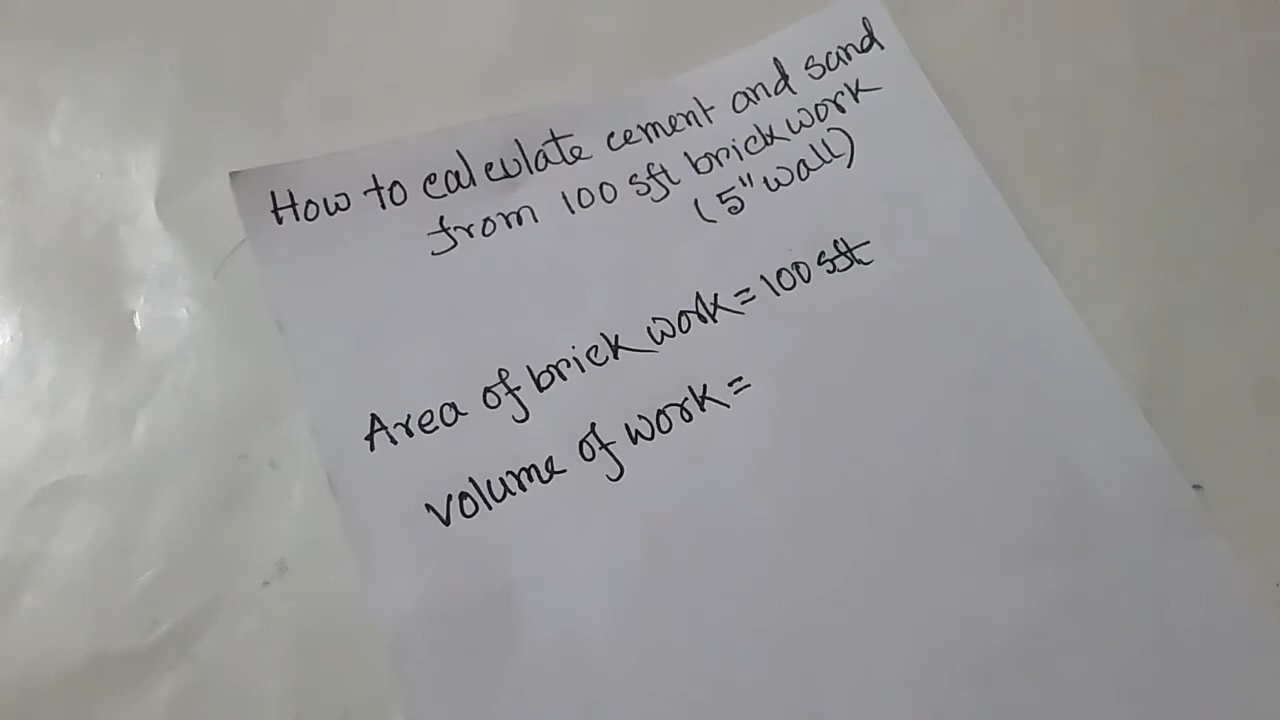 How to calculate cement and sand
from 100 sft brick work
(5" wall)
Area of brick work = 100 sft
volume of work =